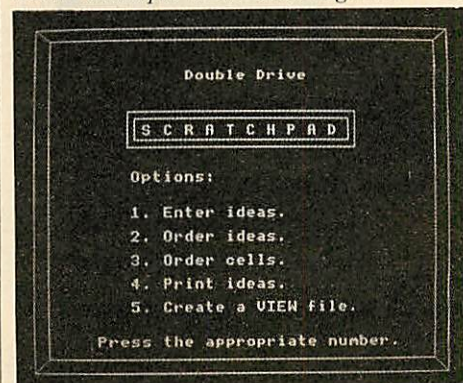 Double Drive
SCRATCHPAD
Options:
1. Enter ideas.
2. Order ideas.
3. Order cells.
4. Print ideas.
5. Create a VIEW file.
Press the appropriate number.